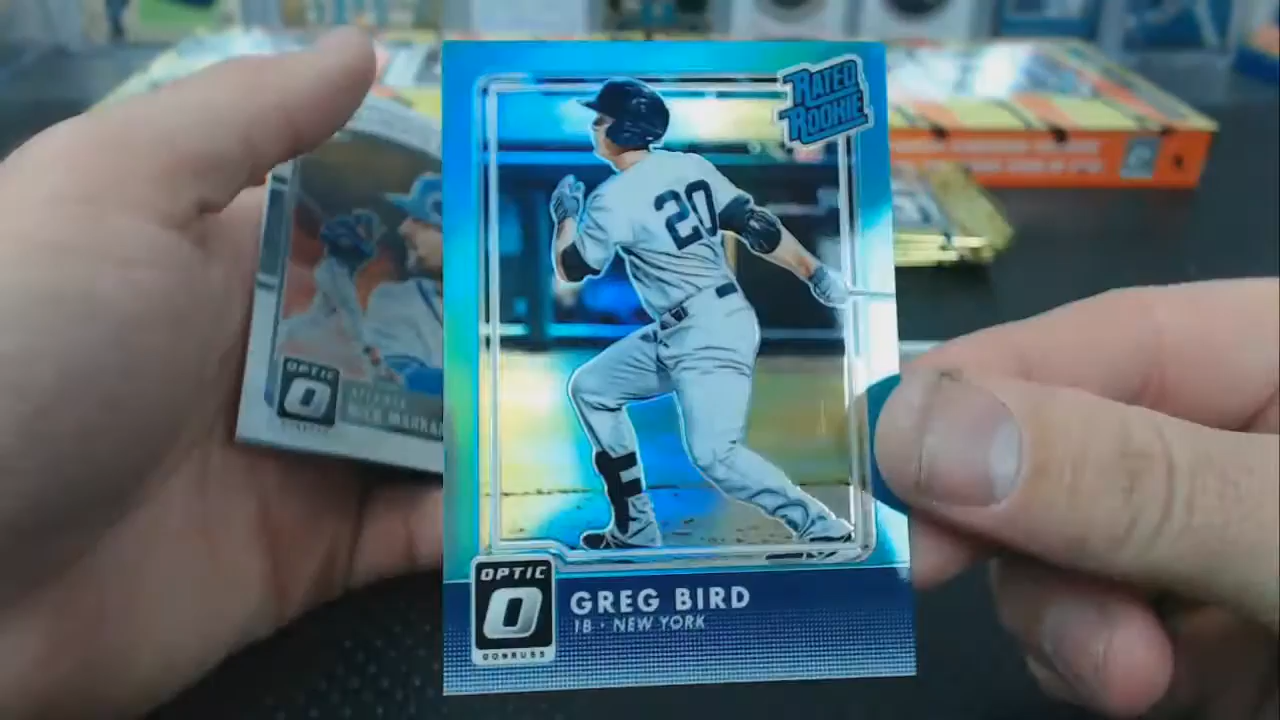 RATED
ROOKIE
20
OPTIC
O
DONRUSS
GREG BIRD
1B · NEW YORK
OPTIC
O